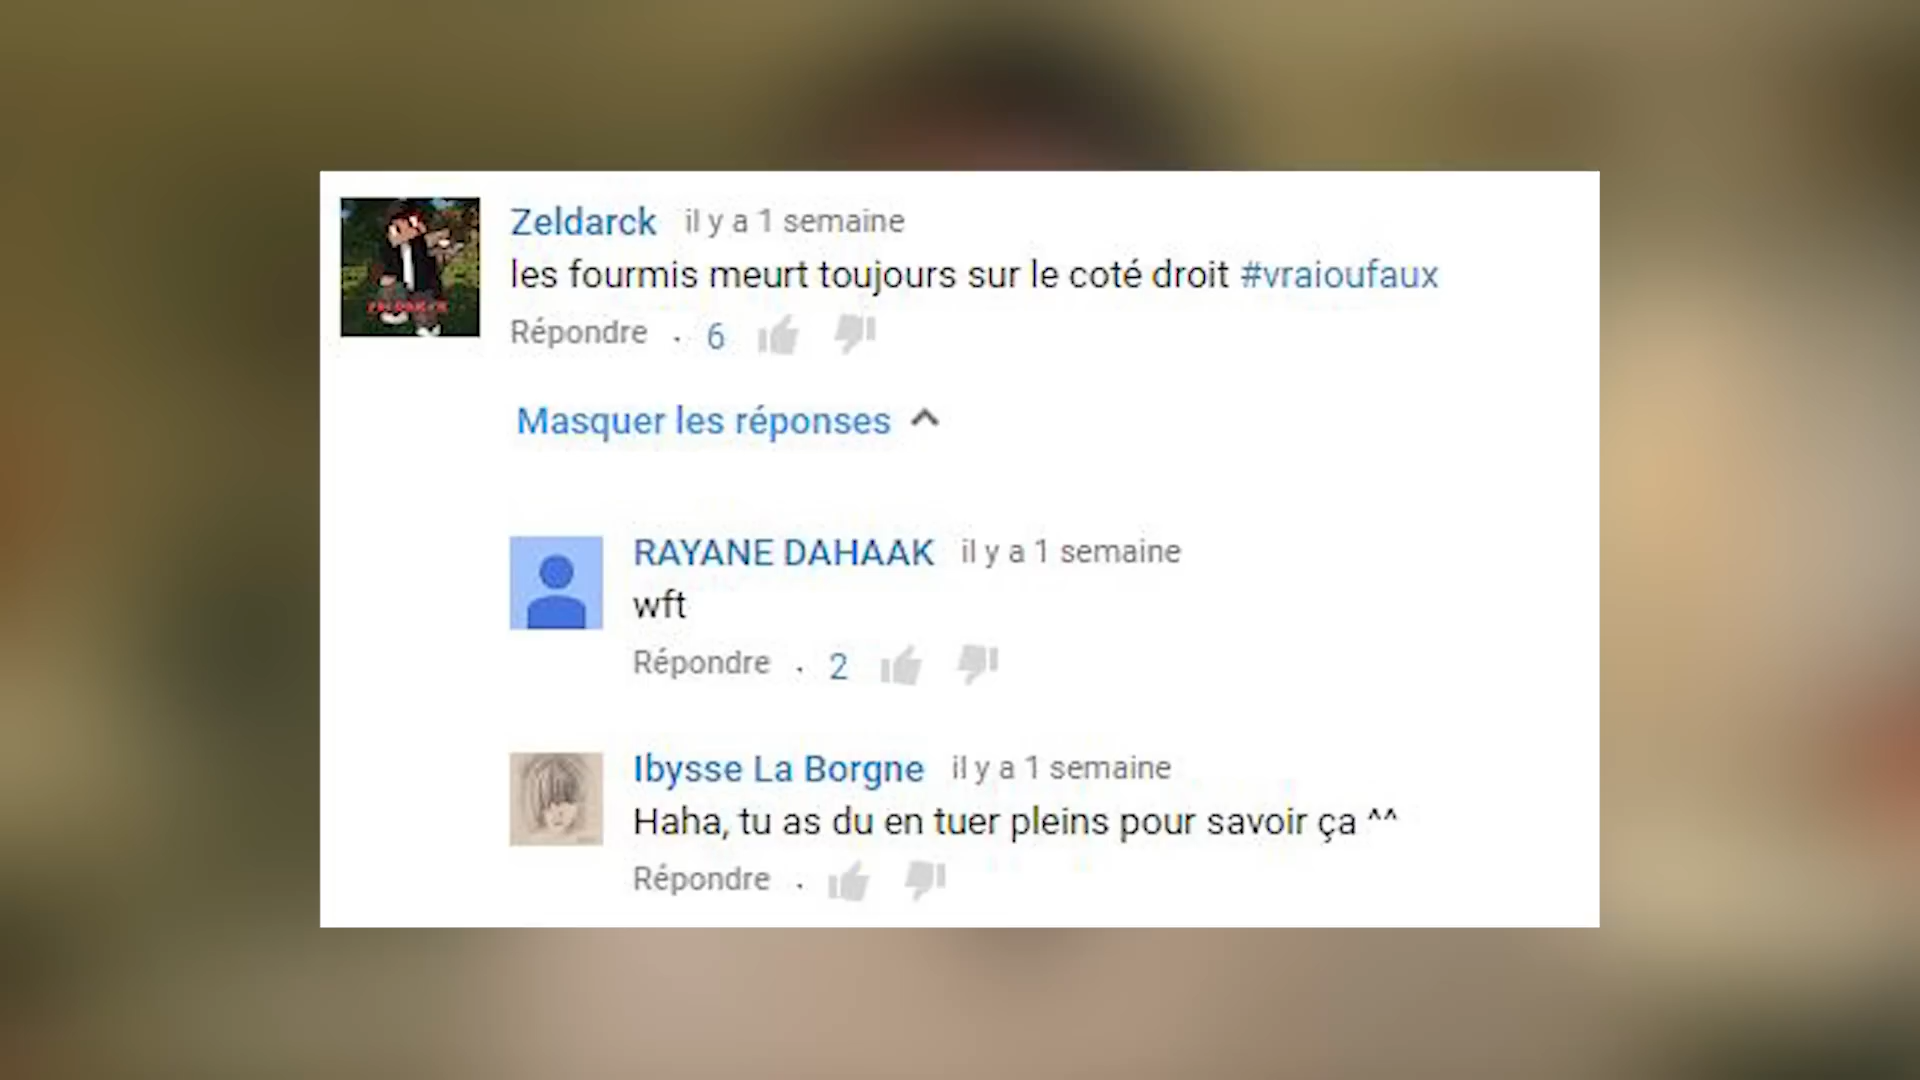 Zeldarck il y a 1 semaine
les fourmis meurt toujours sur le coté droit #vraioufaux
Répondre . 6
Masquer les réponses
RAYANE DAHAAK il y a 1 semaine
wft
Répondre . 2
Ibysse La Borgne il y a 1 semaine
Haha, tu as du en tuer pleins pour savoir ça ^^
Répondre .